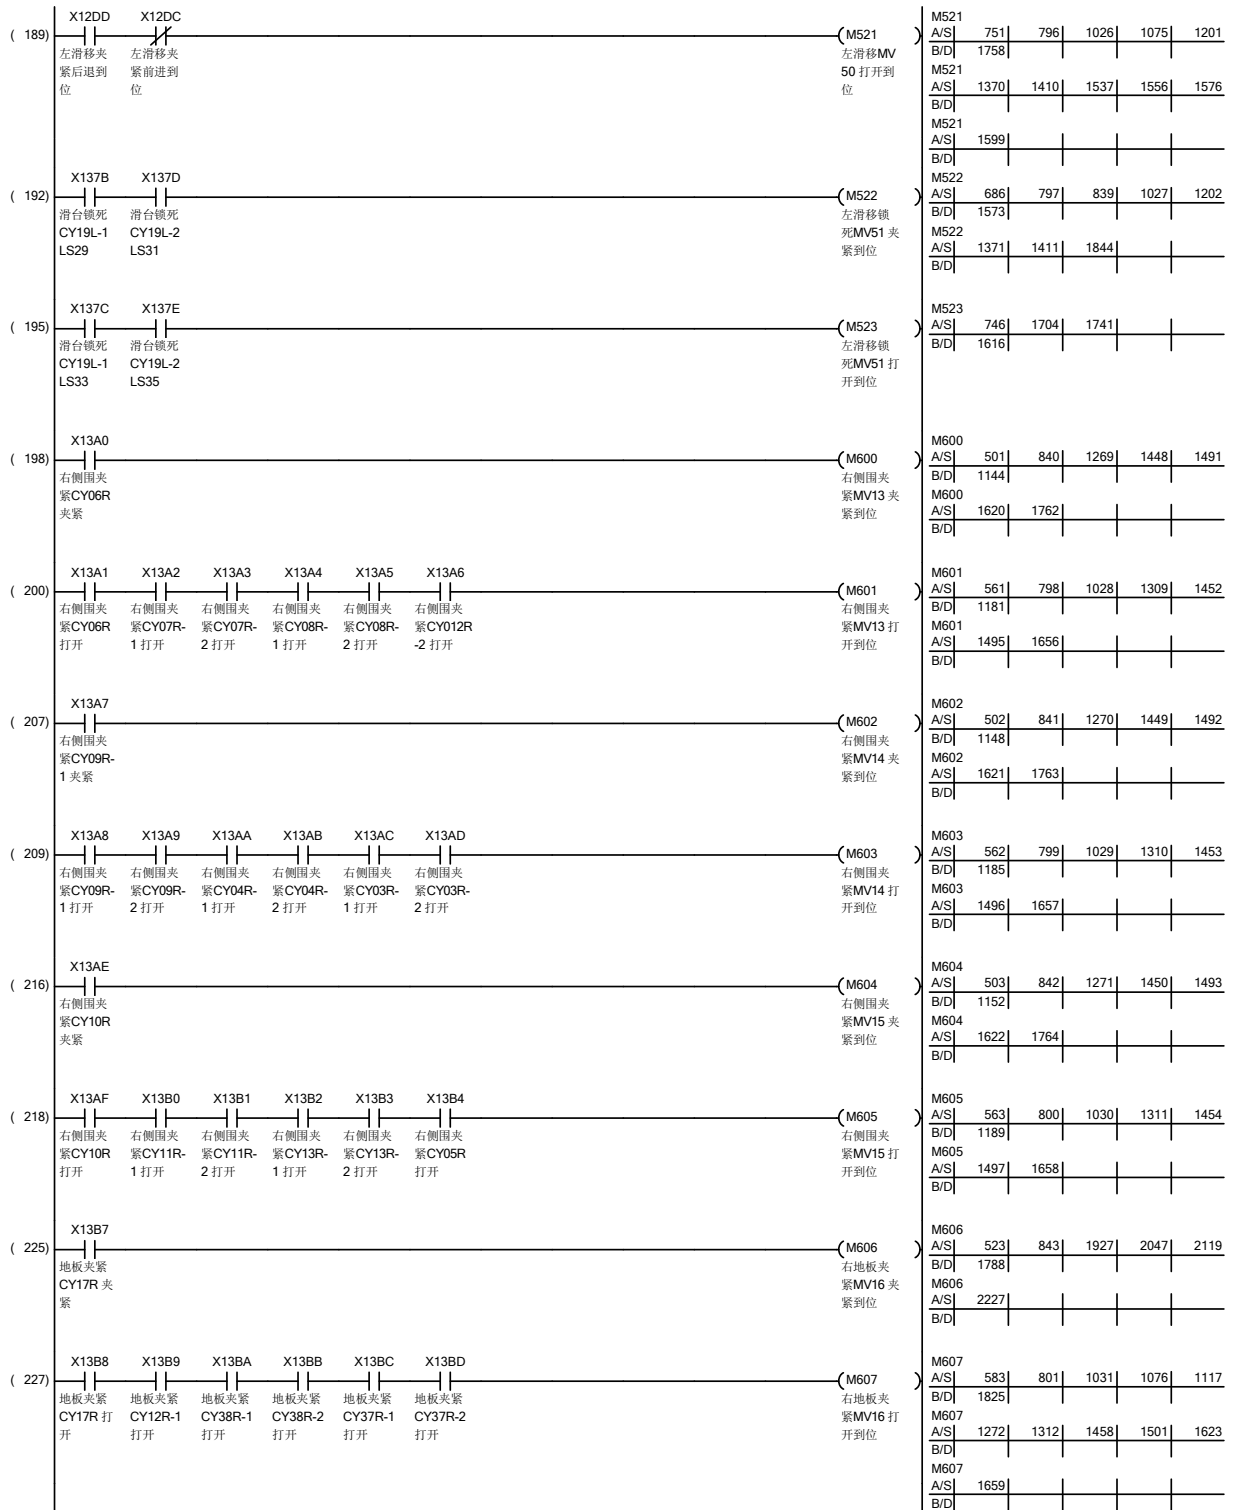 X12DD X12DC
( 189) (M521 )
左滑移夹 左滑移夹 左滑移MV
紧后退到 紧前进到 50 打开到
位 位 位
M521
A/S 751 796 1026 1075 1201
B/D 1758
M521
A/S 1370 1410 1537 1556 1576
B/D
M521
A/S 1599
B/D
X137B X137D
( 192) (M522 )
滑台锁死 滑台锁死 左滑移锁
CY19L-1 CY19L-2 死MV51 夹
LS29 LS31 紧到位
M522
A/S 686 797 839 1027 1202
B/D 1573
M522
A/S 1371 1411 1844
B/D
X137C X137E
( 195) (M523 )
滑台锁死 滑台锁死 左滑移锁
CY19L-1 CY19L-2 死MV51 打
LS33 LS35 开到位
M523
A/S 746 1704 1741
B/D 1616
X13A0
( 198) (M600 )
右侧围夹 右侧围夹
紧CY06R 紧MV13 夹
夹紧 紧到位
M600
A/S 501 840 1269 1448 1491
B/D 1144
M600
A/S 1620 1762
B/D
X13A1 X13A2 X13A3 X13A4 X13A5 X13A6
( 200) (M601 )
右侧围夹 右侧围夹 右侧围夹 右侧围夹 右侧围夹 右侧围夹 右侧围夹
紧CY06R 紧CY07R- 紧CY07R- 紧CY08R- 紧CY08R- 紧CY012R 紧MV13 打
打开 1 打开 2 打开 1 打开 2 打开 -2 打开 开到位
M601
A/S 561 798 1028 1309 1452
B/D 1181
M601
A/S 1495 1656
B/D
X13A7
( 207) (M602 )
右侧围夹 右侧围夹
紧CY09R- 紧MV14 夹
1 夹紧 紧到位
M602
A/S 502 841 1270 1449 1492
B/D 1148
M602
A/S 1621 1763
B/D
X13A8 X13A9 X13AA X13AB X13AC X13AD
( 209) (M603 )
右侧围夹 右侧围夹 右侧围夹 右侧围夹 右侧围夹 右侧围夹 右侧围夹
紧CY09R- 紧CY09R- 紧CY04R- 紧CY04R- 紧CY03R- 紧CY03R- 紧MV14 打
1 打开 2 打开 1 打开 2 打开 1 打开 2 打开 开到位
M603
A/S 562 799 1029 1310 1453
B/D 1185
M603
A/S 1496 1657
B/D
X13AE
( 216) (M604 )
右侧围夹 右侧围夹
紧CY10R 紧MV15 夹
夹紧 紧到位
M604
A/S 503 842 1271 1450 1493
B/D 1152
M604
A/S 1622 1764
B/D
X13AF X13B0 X13B1 X13B2 X13B3 X13B4
( 218) (M605 )
右侧围夹 右侧围夹 右侧围夹 右侧围夹 右侧围夹 右侧围夹 右侧围夹
紧CY10R 紧CY11R- 紧CY11R- 紧CY13R- 紧CY13R- 紧CY05R 紧MV15 打
打开 1 打开 2 打开 1 打开 2 打开 打开 开到位
M605
A/S 563 800 1030 1311 1454
B/D 1189
M605
A/S 1497 1658
B/D
X13B7
( 225) (M606 )
地板夹紧 右地板夹
CY17R 夹 紧MV16 夹
紧 紧到位
M606
A/S 523 843 1927 2047 2119
B/D 1788
M606
A/S 2227
B/D
X13B8 X13B9 X13BA X13BB X13BC X13BD
( 227) (M607 )
地板夹紧 地板夹紧 地板夹紧 地板夹紧 地板夹紧 地板夹紧 右地板夹
CY17R 打 CY12R-1 CY38R-1 CY38R-2 CY37R-1 CY37R-2 紧MV16 打
开 打开 打开 打开 打开 打开 开到位
M607
A/S 583 801 1031 1076 1117
B/D 1825
M607
A/S 1272 1312 1458 1501 1623
B/D
M607
A/S 1659
B/D